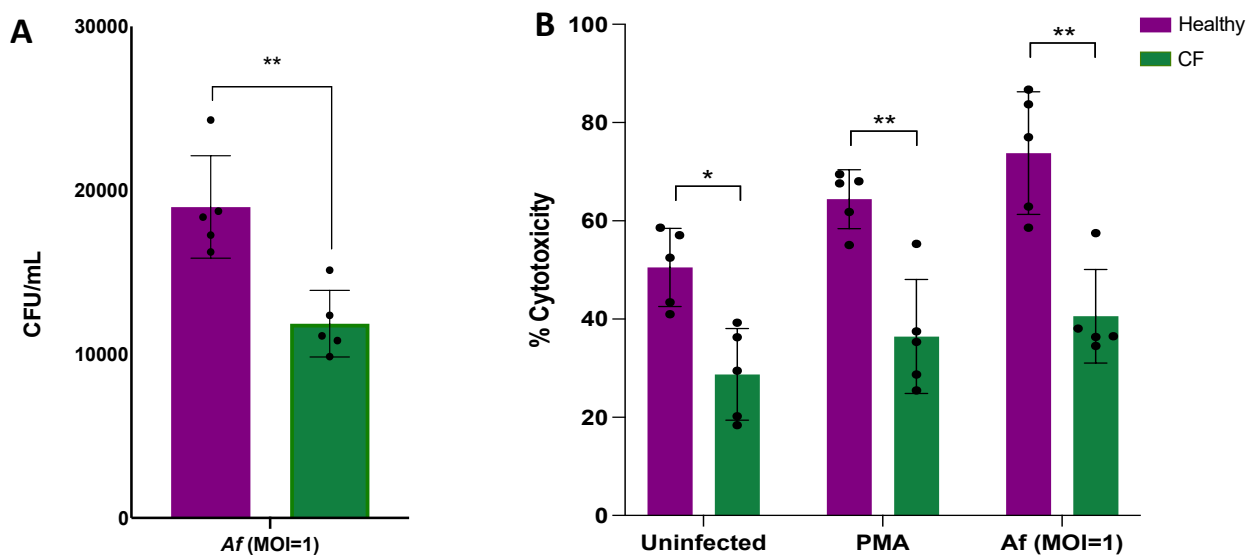 A
CFU/mL
30000
20000
10000
0
**
Af (MOI=1)
B
% Cytotoxicity
100
80
60
40
20
0
*
**
**
Uninfected
PMA
Af (MOI=1)
Healthy
CF